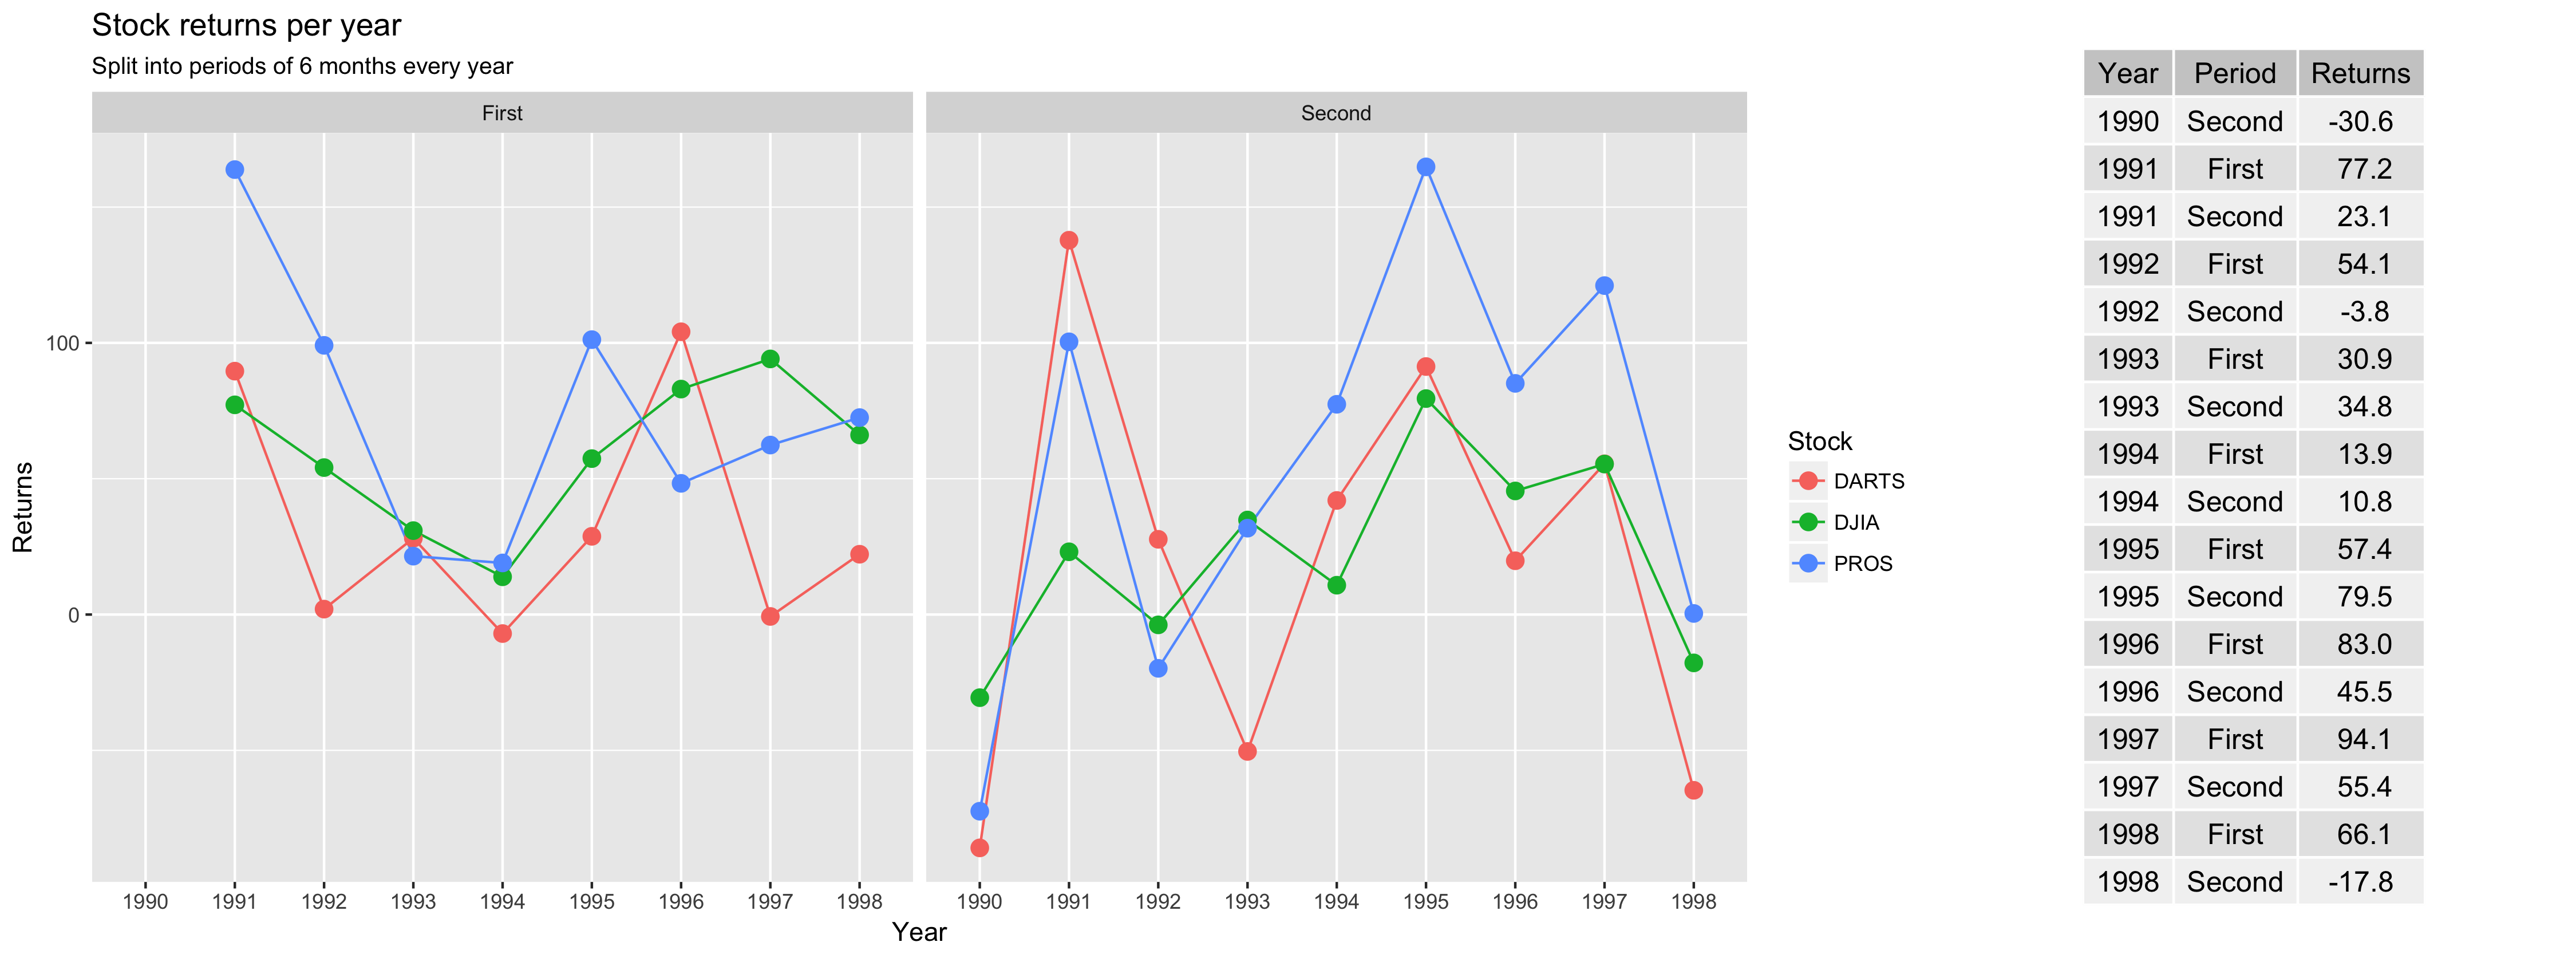 Stock returns per year
Split into periods of 6 months every year
First
Second
Returns
100
0
1990 1991 1992 1993 1994 1995 1996 1997 1998
1990 1991 1992 1993 1994 1995 1996 1997 1998
Year
Stock
DARTS
DJIA
PROS
Year Period Returns
1990 Second -30.6
1991 First 77.2
1991 Second 23.1
1992 First 54.1
1992 Second -3.8
1993 First 30.9
1993 Second 34.8
1994 First 13.9
1994 Second 10.8
1995 First 57.4
1995 Second 79.5
1996 First 83.0
1996 Second 45.5
1997 First 94.1
1997 Second 55.4
1998 First 66.1
1998 Second -17.8